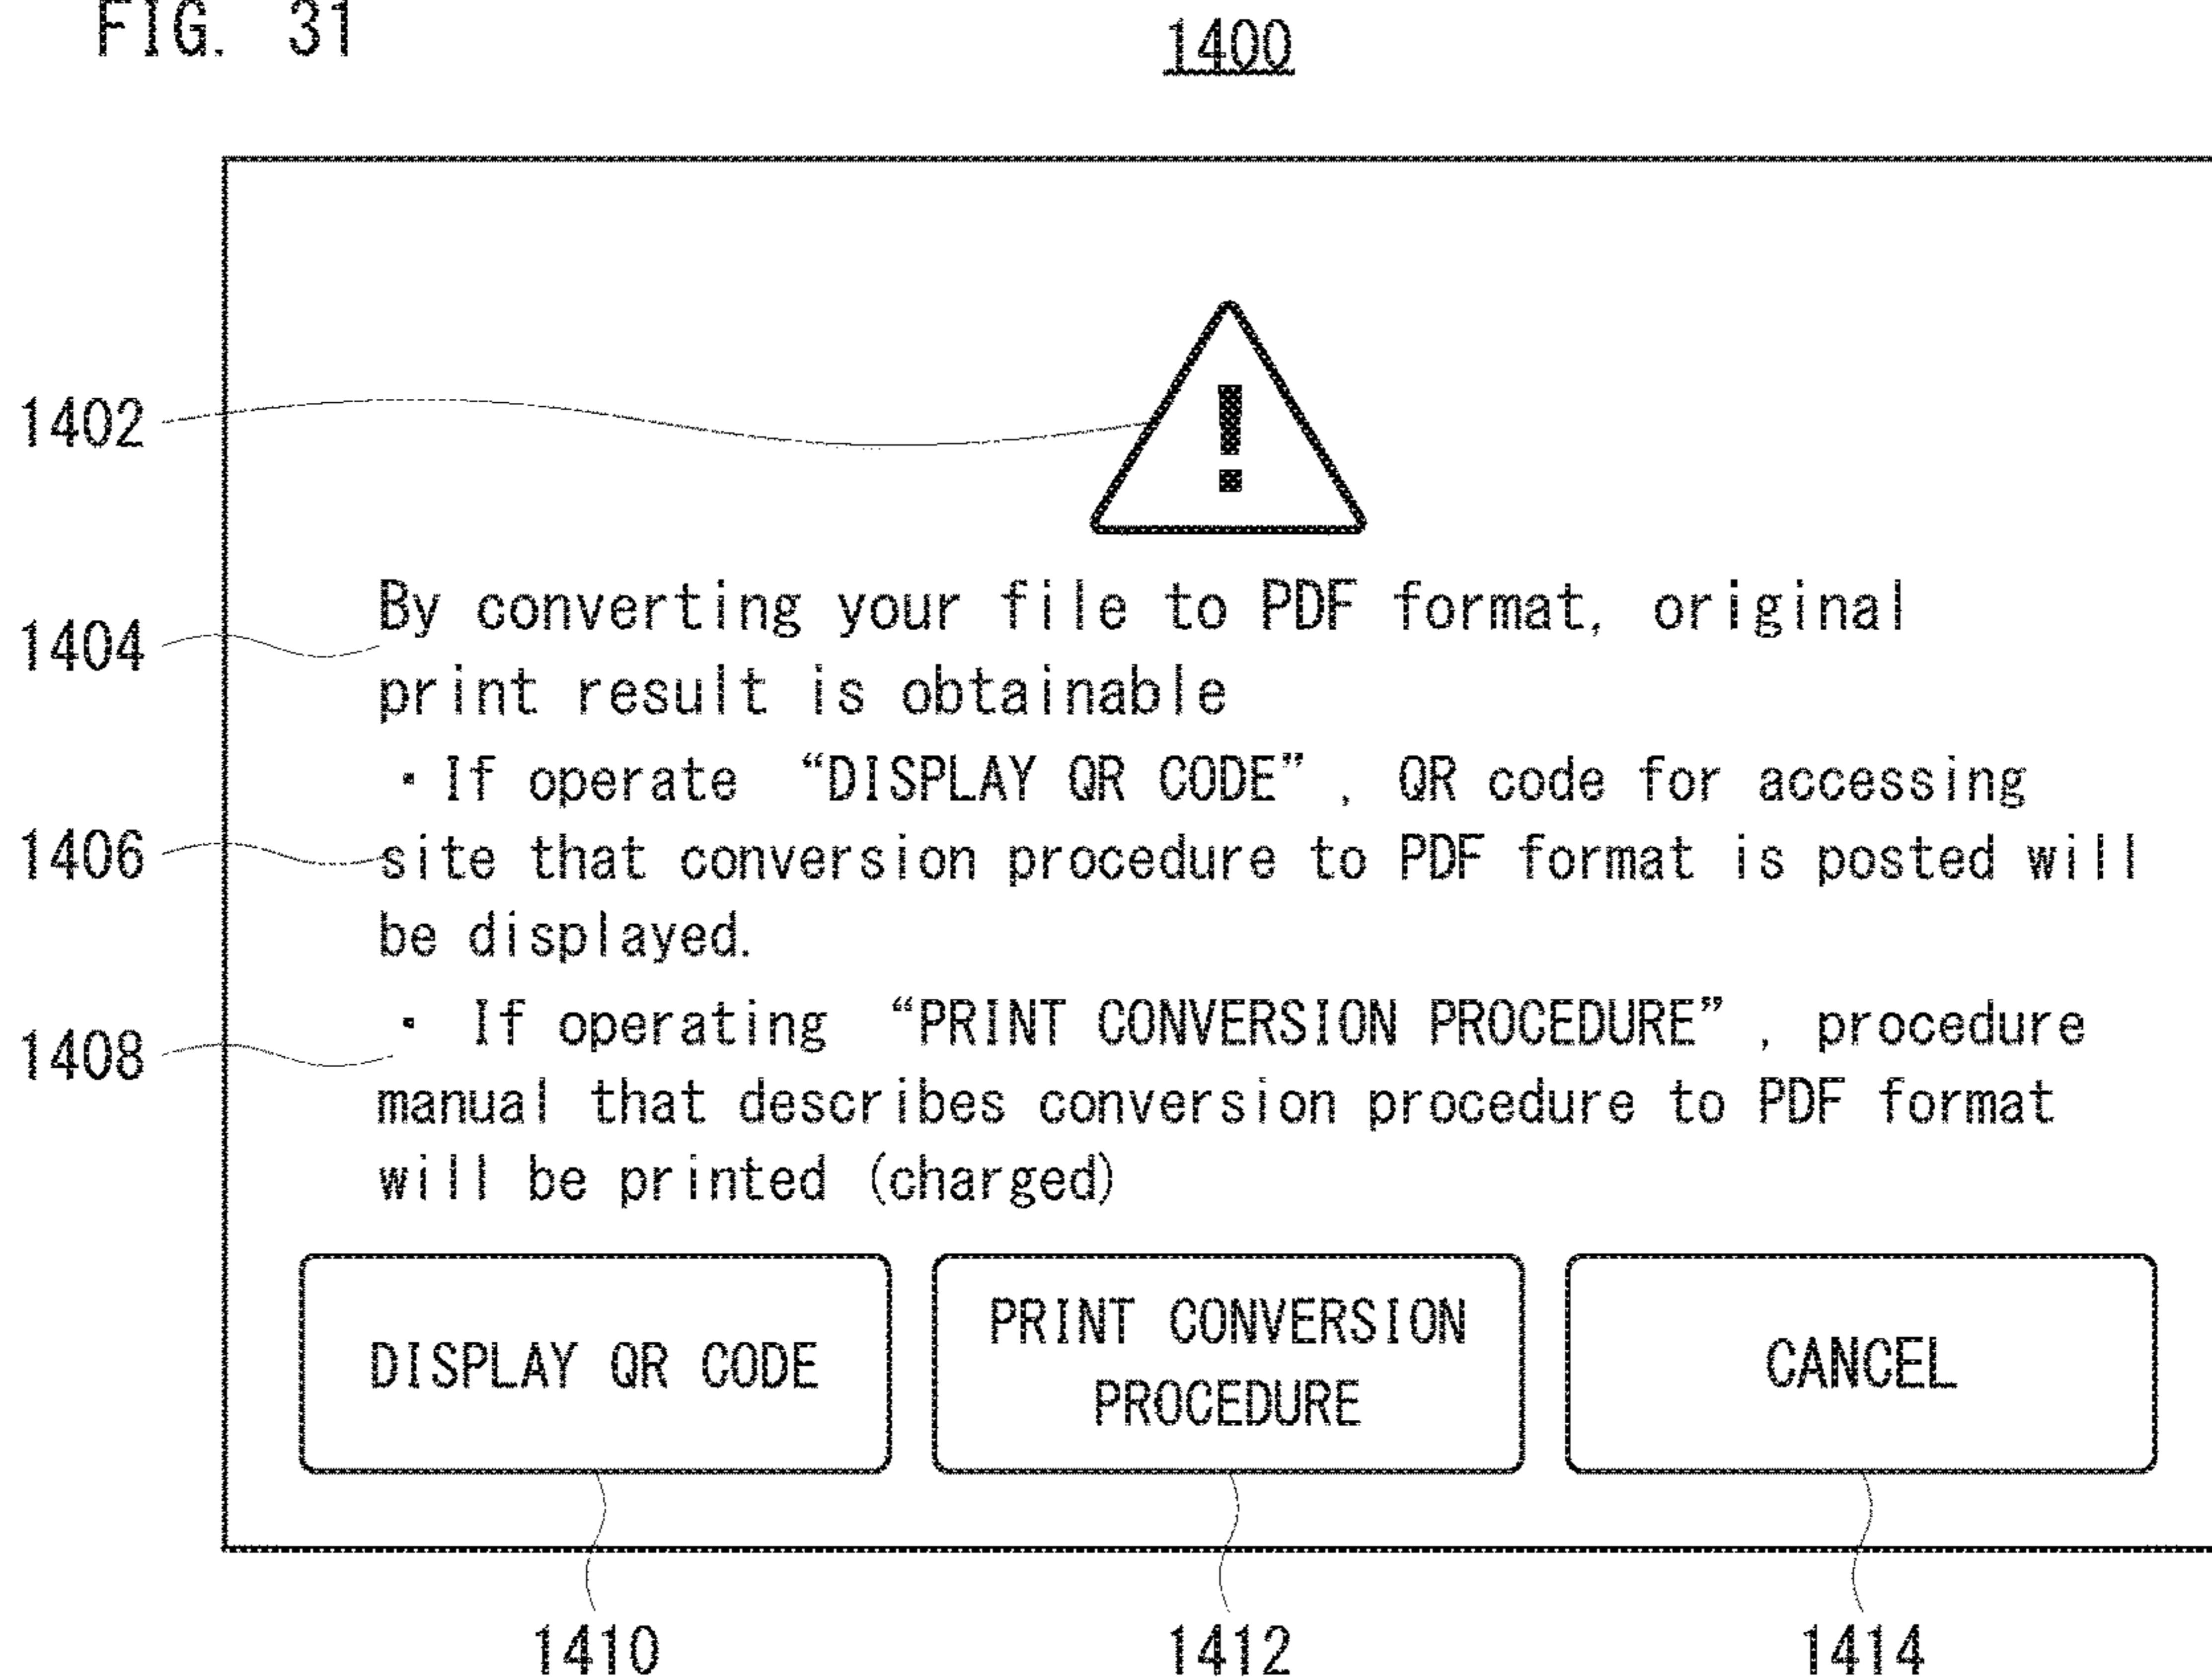 FIG. 31
1400
1402
!
1404
By converting your file to PDF format, original
print result is obtainable
・If operate “DISPLAY QR CODE”, QR code for accessing
1406
site that conversion procedure to PDF format is posted will
be displayed.
1408
・ If operating “PRINT CONVERSION PROCEDURE”, procedure
manual that describes conversion procedure to PDF format
will be printed (charged)
DISPLAY QR CODE
PRINT CONVERSION
PROCEDURE
CANCEL
1410
1412
1414